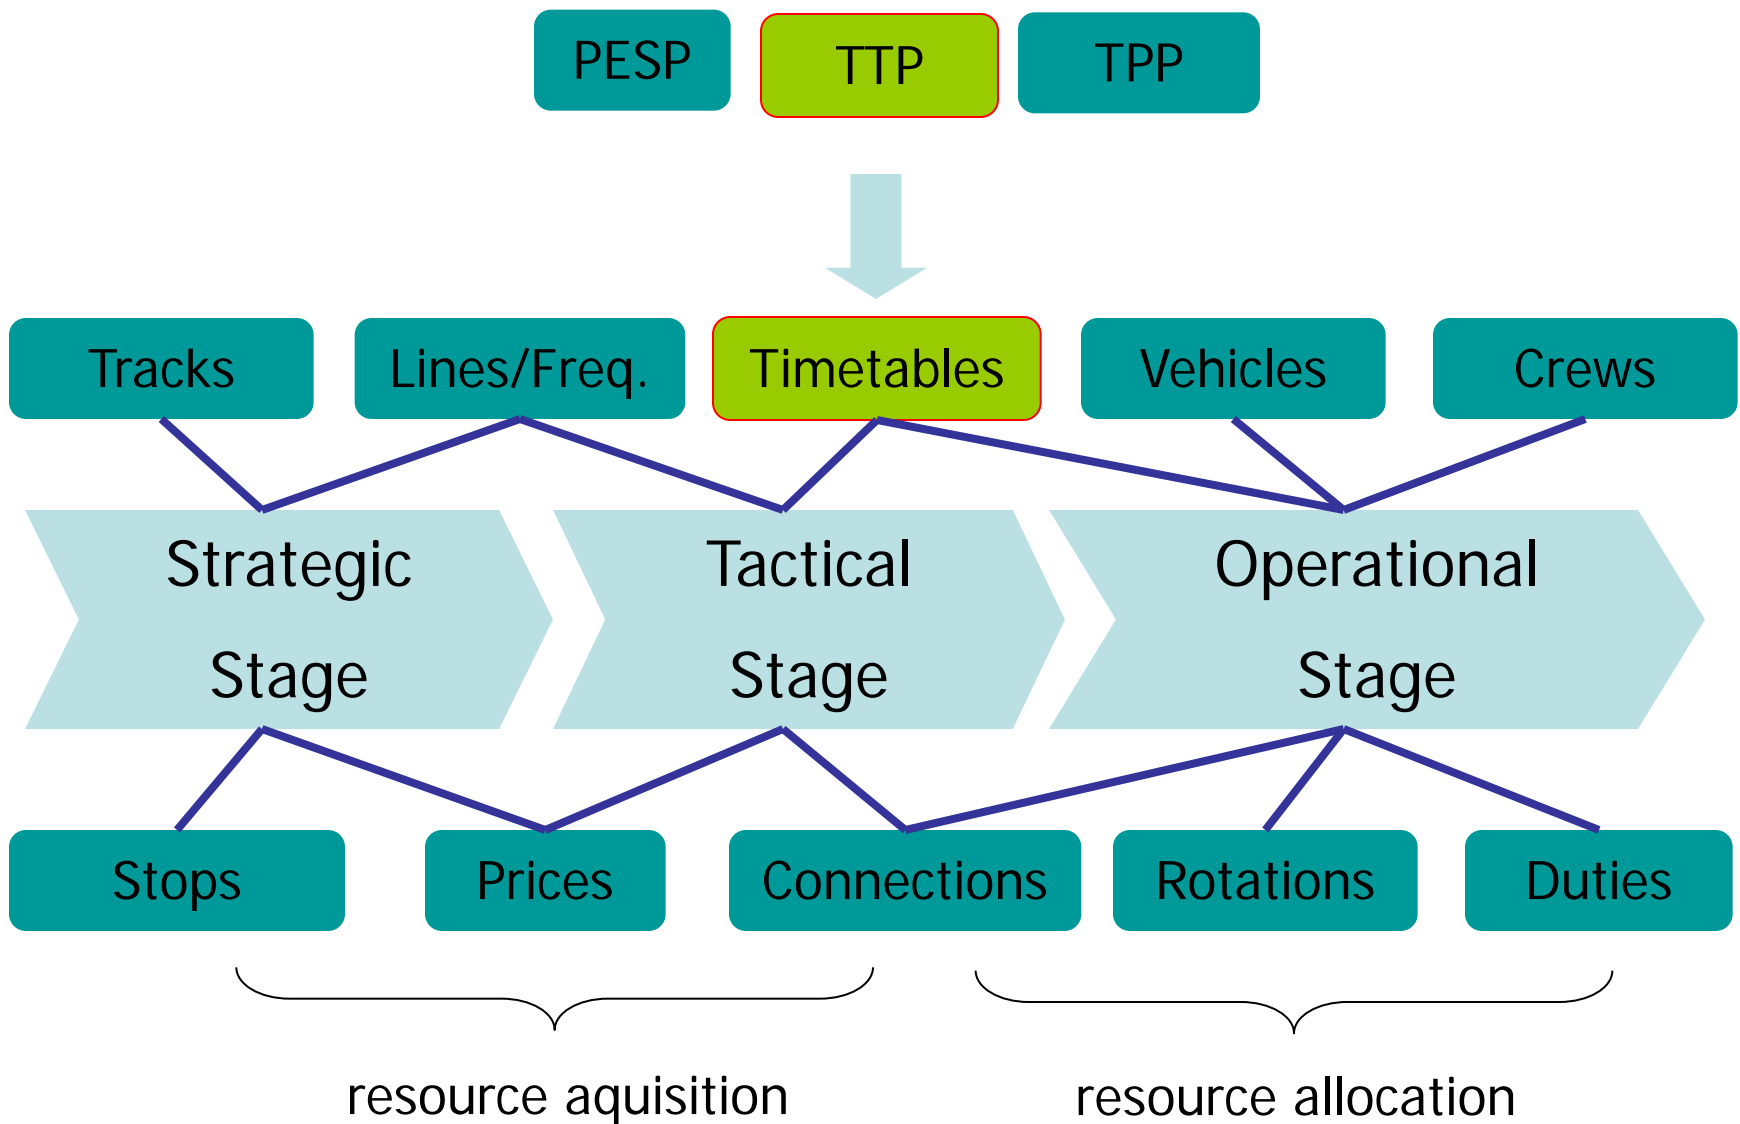 PESP TTP TPP
Tracks Lines/Freq. Timetables Vehicles Crews
Strategic Tactical Operational
Stage Stage Stage
Stops Prices Connections Rotations Duties
resource aquisition resource allocation